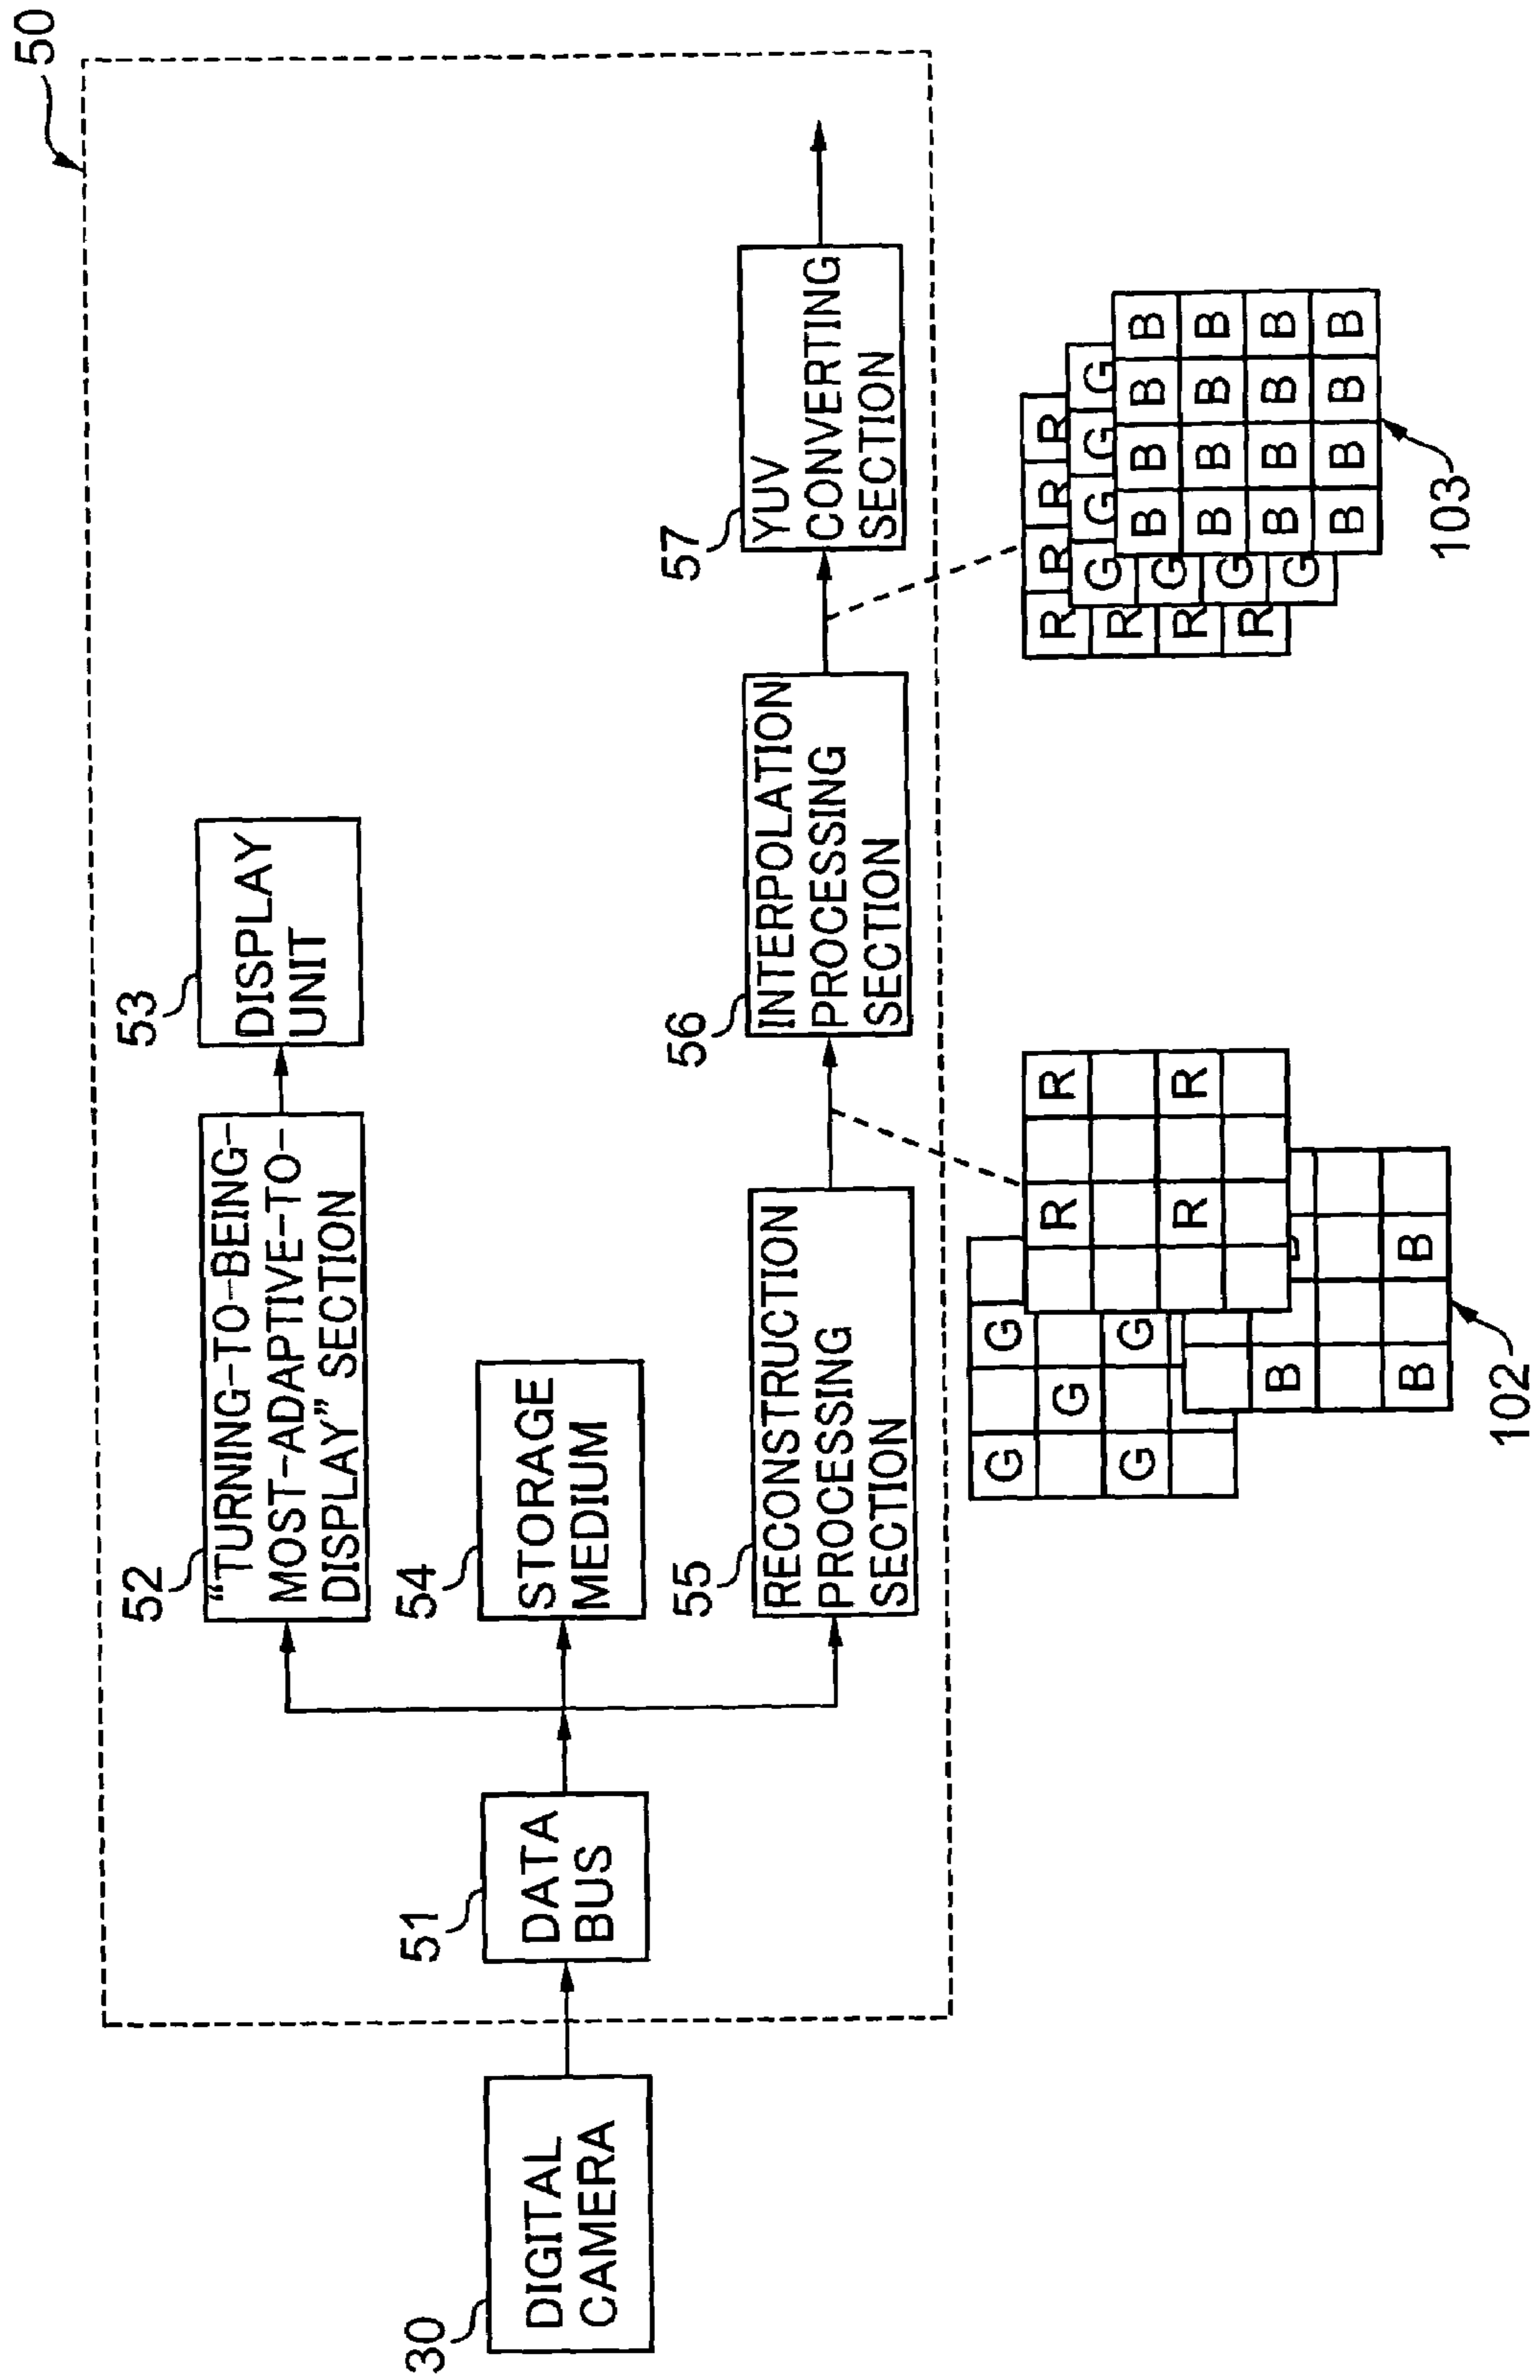 50
52
"TURNING-TO-BEING-
MOST-ADAPTIVE-TO-
DISPLAY" SECTION
53
DISPLAY
UNIT
30
DIGITAL
CAMERA
51
DATA
BUS
54
STORAGE
MEDIUM
55
RECONSTRUCTION
PROCESSING
SECTION
56
INTERPOLATION
PROCESSING
SECTION
57
YUV
CONVERTING
SECTION
G G
G
G G
R R
R R
B
B B
102
R R R R
G G G G
R
B B B B
G
R
B B B B
G
R
B B B B
G
B B B B
103